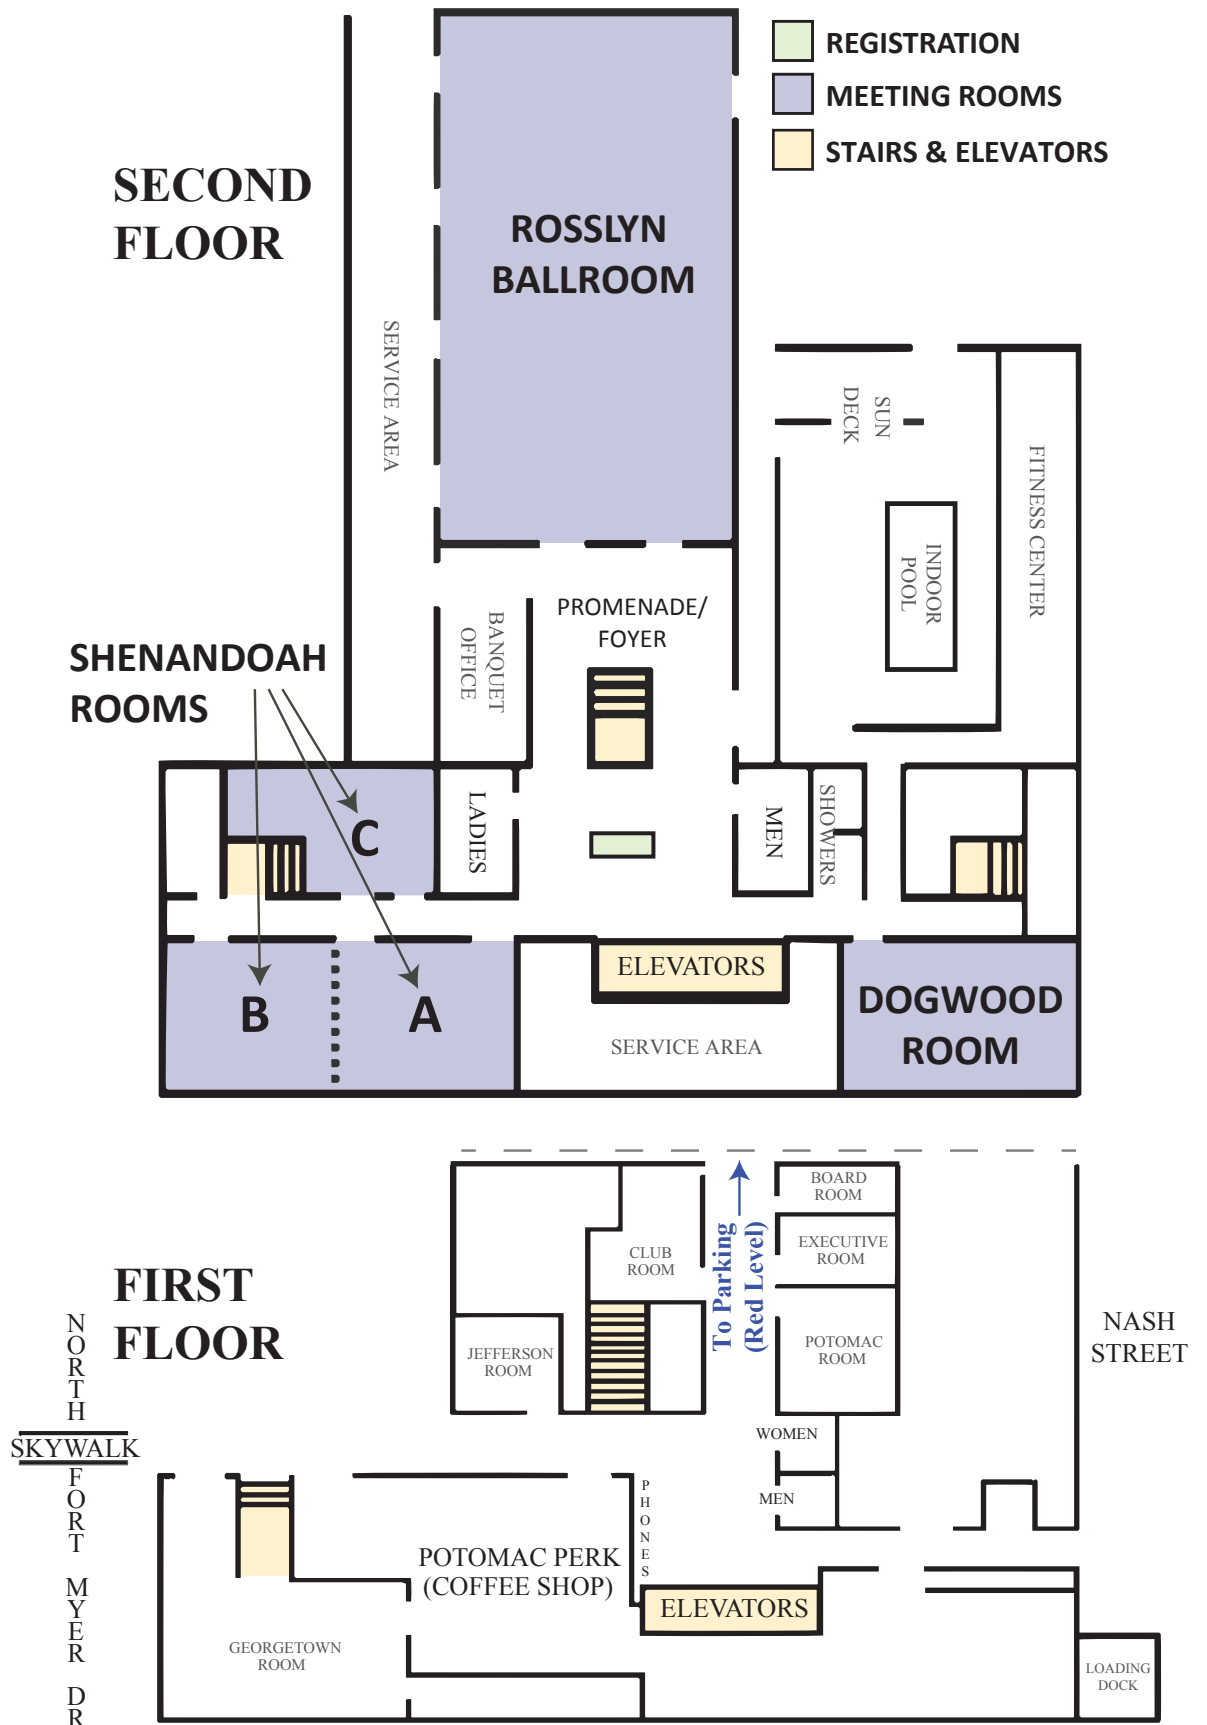 REGISTRATION
MEETING ROOMS
STAIRS & ELEVATORS
SECOND
FLOOR
ROSSLYN
BALLROOM
SERVICE AREA
SUN
DECK
FITNESS CENTER
INDOOR
POOL
PROMENADE/
FOYER
BANQUET
OFFICE
SHENANDOAH
ROOMS
C
LADIES
MEN
SHOWERS
B
A
ELEVATORS
SERVICE AREA
DOGWOOD
ROOM
FIRST
FLOOR
BOARD
ROOM
EXECUTIVE
ROOM
CLUB
ROOM
To Parking
(Red Level)
JEFFERSON
ROOM
POTOMAC
ROOM
NASH
STREET
NORTH
SKYWALK
FORT MYER DR
WOMEN
MEN
PHONES
POTOMAC PERK
(COFFEE SHOP)
ELEVATORS
GEORGETOWN
ROOM
LOADING
DOCK